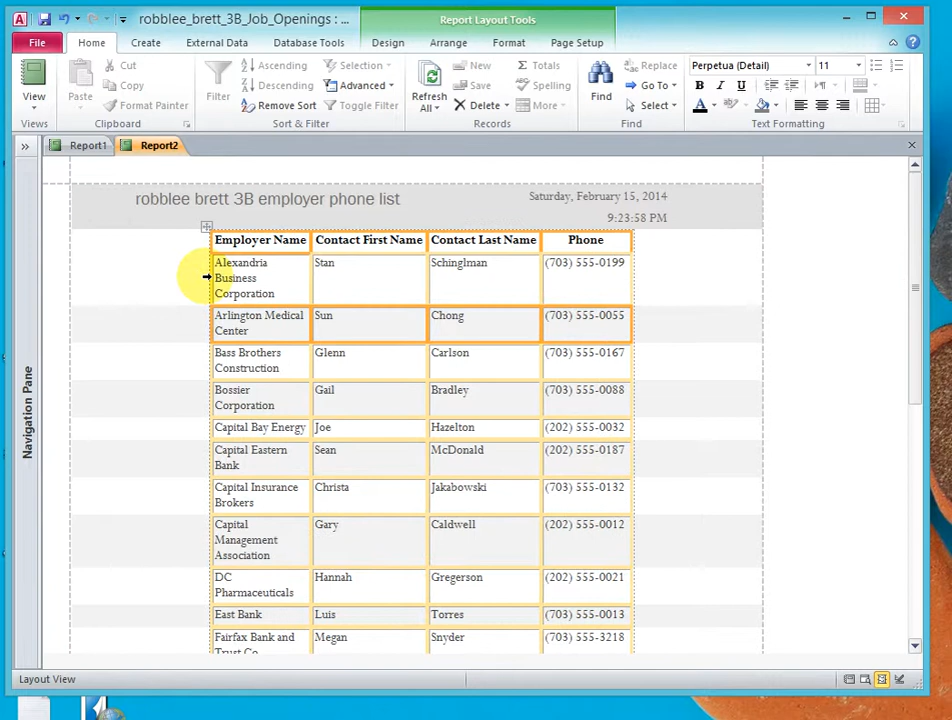 robblee_brett_3B_Job_Openings : ...
Report Layout Tools
File
Home
Create
External Data
Database Tools
Design
Arrange
Format
Page Setup
View
Views
Paste
Cut
Copy
Format Painter
Clipboard
Filter
Ascending
Descending
Remove Sort
Selection
Advanced
Toggle Filter
Sort & Filter
Refresh All
New
Save
Delete
Totals
Spelling
More
Records
Find
Replace
Go To
Select
Find
Perpetua (Detail)
11
B I U
A
Text Formatting
Report1
Report2
Navigation Pane
robblee brett 3B employer phone list
Saturday, February 15, 2014
9:23:58 PM
Employer Name Contact First Name Contact Last Name Phone
Alexandria Stan Schinglman (703) 555-0199
Business
Corporation
Arlington Medical Sun Chong (703) 555-0055
Center
Bass Brothers Glenn Carlson (703) 555-0167
Construction
Bossier Gail Bradley (703) 555-0088
Corporation
Capital Bay Energy Joe Hazelton (202) 555-0032
Capital Eastern Sean McDonald (202) 555-0187
Bank
Capital Insurance Christa Jakabowski (703) 555-0132
Brokers
Capital Gary Caldwell (202) 555-0012
Management
Association
DC Hannah Gregerson (202) 555-0021
Pharmaceuticals
East Bank Luis Torres (703) 555-0013
Fairfax Bank and Megan Snyder (703) 555-3218
Trust Co
Layout View